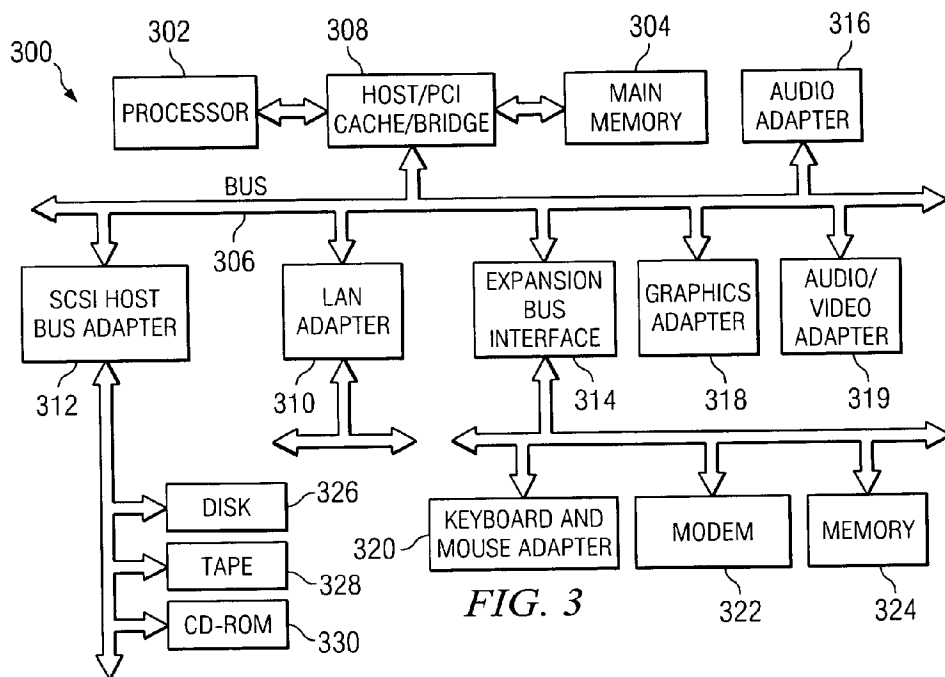 300
302
308
304
316
PROCESSOR
HOST/PCI
CACHE/BRIDGE
MAIN
MEMORY
AUDIO
ADAPTER
BUS
306
SCSI HOST
BUS ADAPTER
LAN
ADAPTER
EXPANSION
BUS
INTERFACE
GRAPHICS
ADAPTER
AUDIO/
VIDEO
ADAPTER
312
310
314
318
319
DISK
326
TAPE
328
CD-ROM
330
320
KEYBOARD AND
MOUSE ADAPTER
MODEM
MEMORY
322
324
FIG. 3